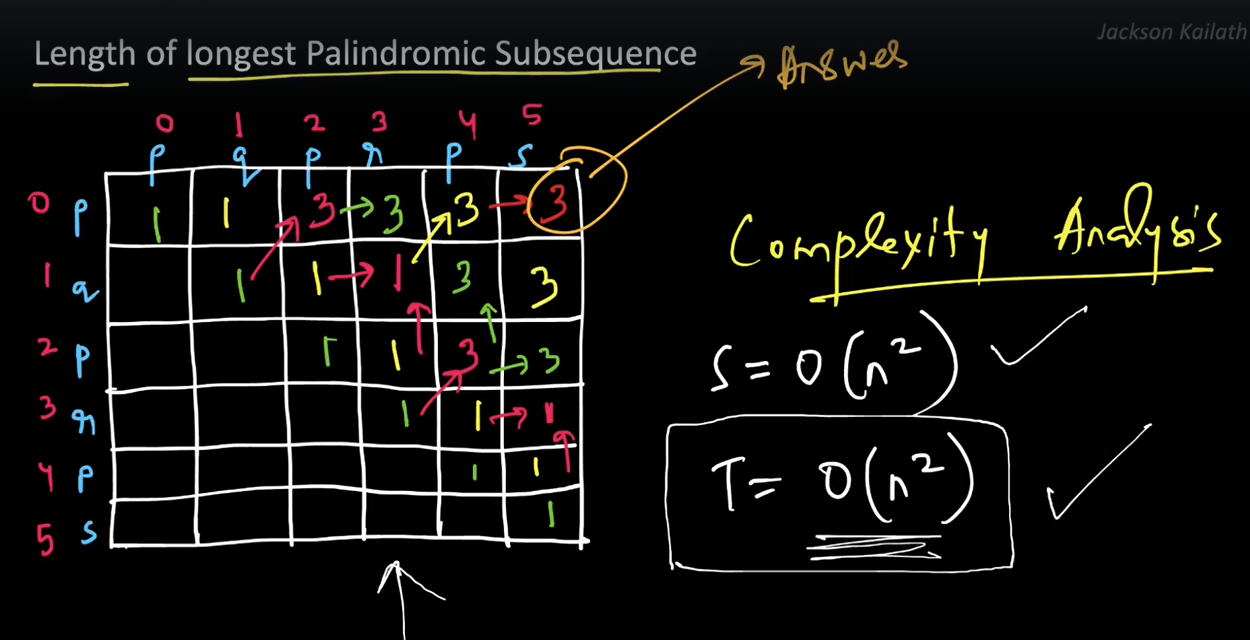 Jackson Kailath
Length of longest Palindromic Subsequence
Answer
0 1 2 3 4 5
p q p r p s
0 p 1 1 3 → 3 3 → 3
1 q 1 1 → 1 3 3
2 p 1 1 3 → 3
3 r 1 1 → 1
4 p 1 1
5 s 1
Complexity Analysis
S = O(n²)
T = O(n²)